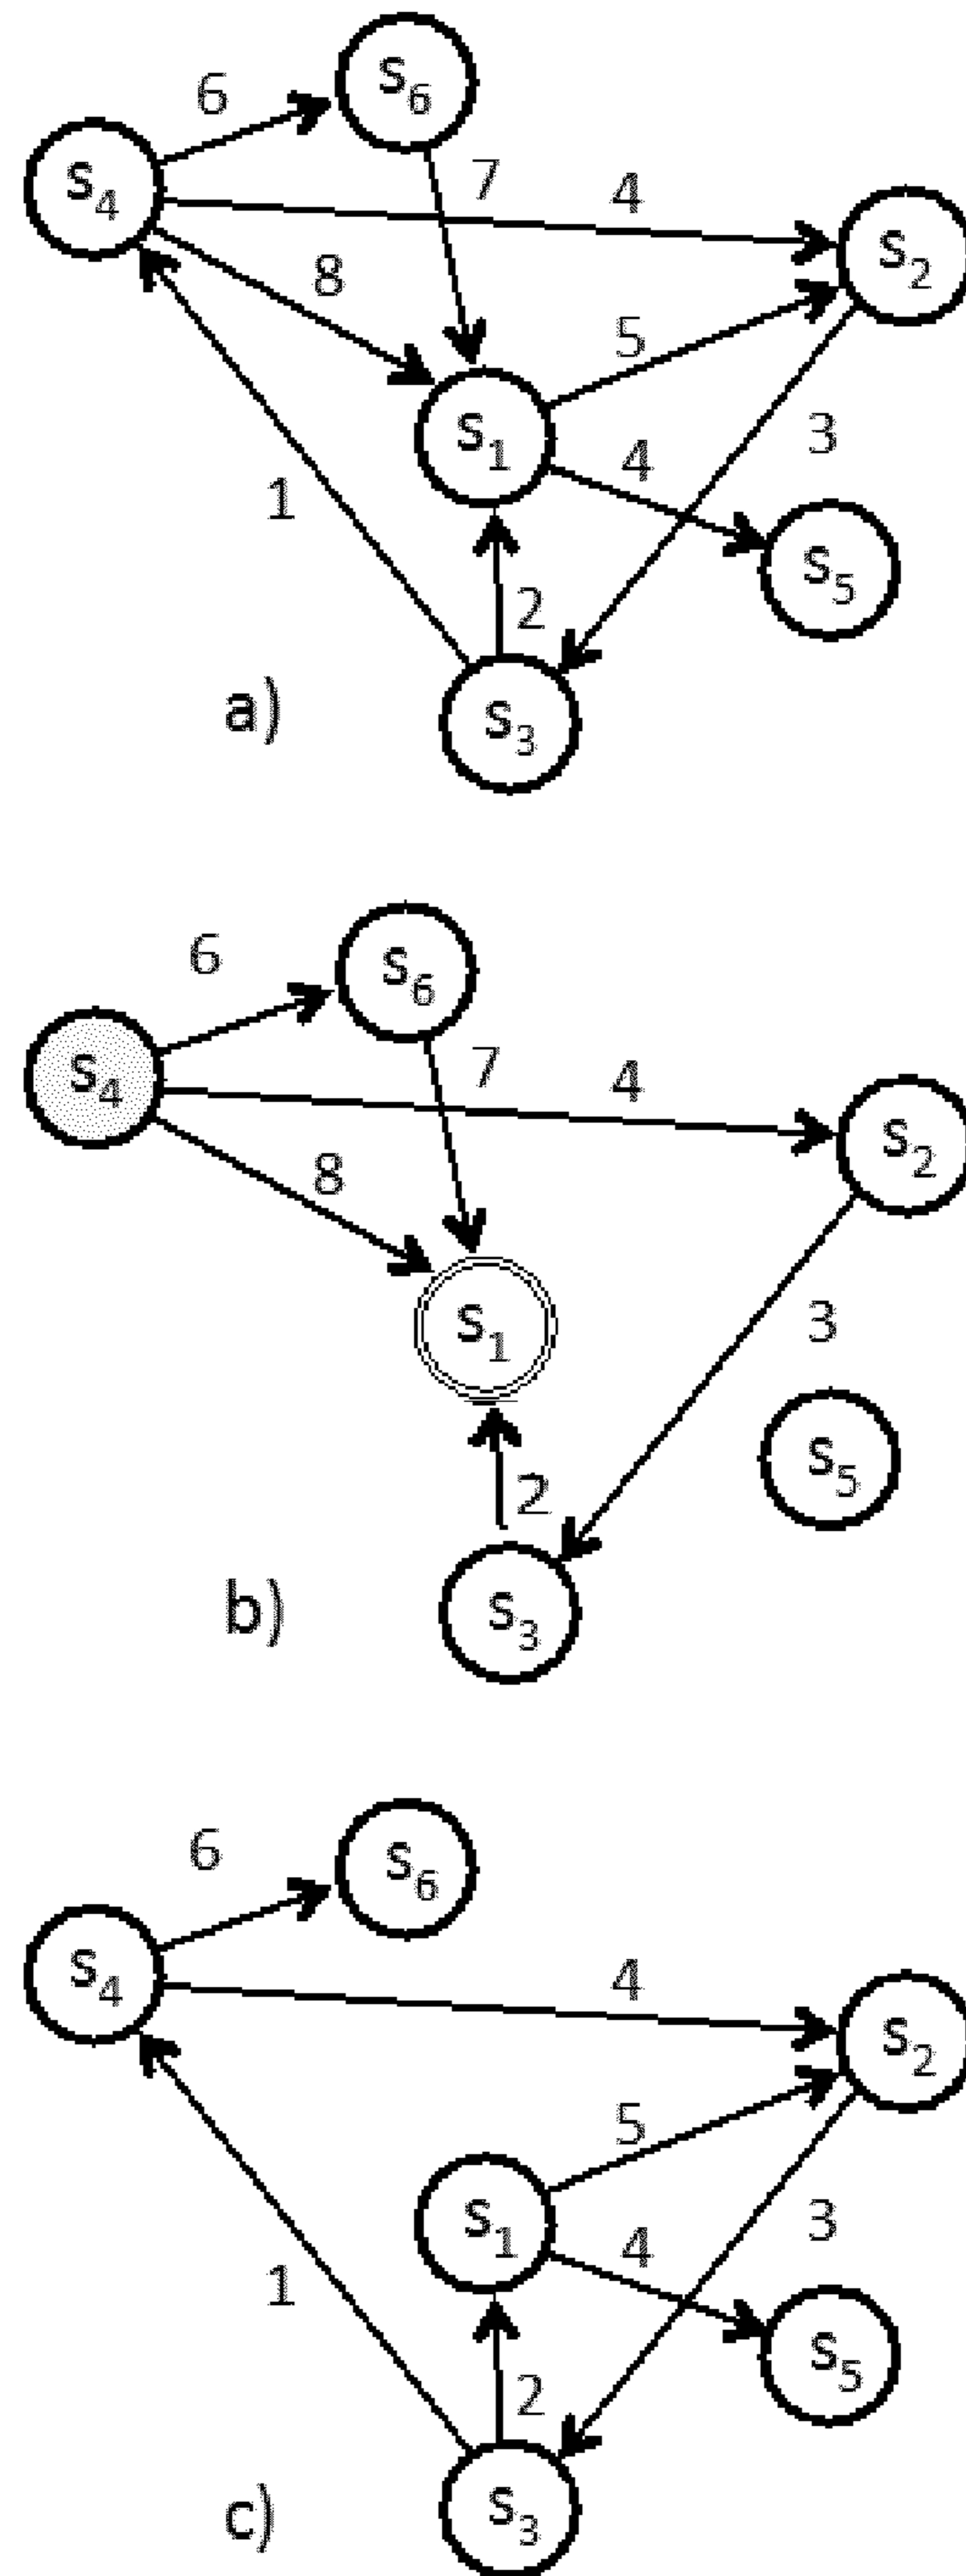 6 s₆
s₄ 7 4
8 s₂
5
s₁ 4 3
1 s₅
2
a) s₃
6 s₆
s₄ 7 4
8 s₂
s₁ 3
s₅
2
b) s₃
6 s₆
s₄ 4
s₂
5
s₁ 4 3
1 s₅
2
c) s₃